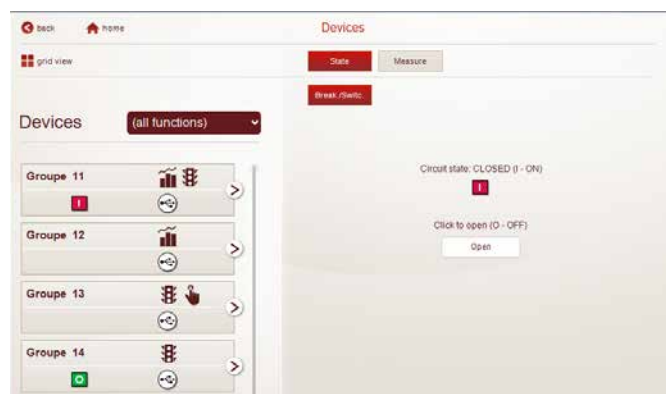 back home Devices
grid view State Measure
Break./Switc.
Devices (all functions)
Groupe 11
I
Groupe 12
Groupe 13
Groupe 14
O
Circuit state: CLOSED (I - ON)
I
Click to open (O - OFF)
Open